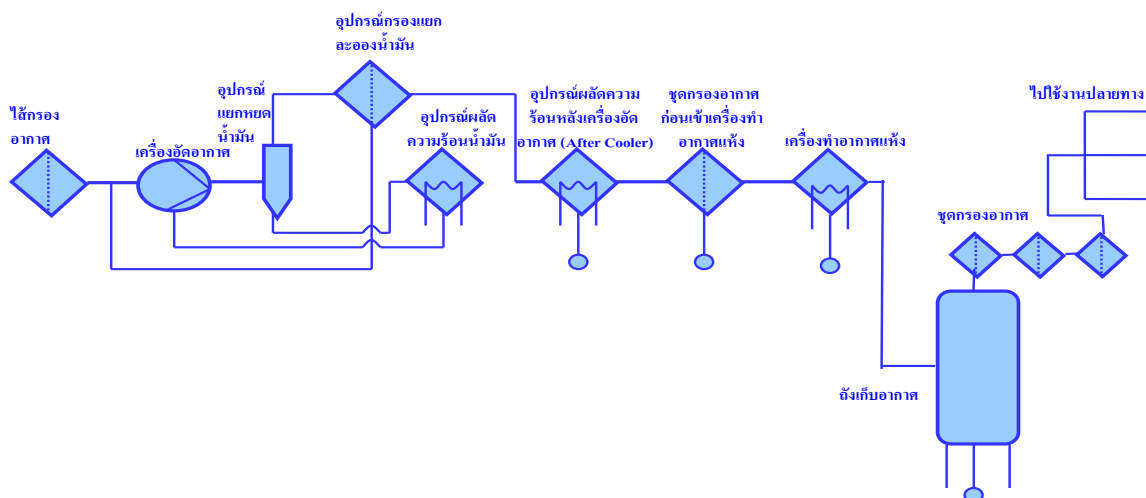 อุปกรณ์กรองแยก
ละอองน้ำมัน
ไส้กรอง
อากาศ
เครื่องอัดอากาศ
อุปกรณ์
แยกหยด
น้ำมัน
อุปกรณ์ผลัด
ความร้อนน้ำมัน
อุปกรณ์ผลัดความ
ร้อนหลังเครื่องอัด
อากาศ (After Cooler)
ชุดกรองอากาศ
ก่อนเข้าเครื่องทำ
อากาศแห้ง
เครื่องทำอากาศแห้ง
ไปใช้งานปลายทาง
ชุดกรองอากาศ
ถังเก็บอากาศ